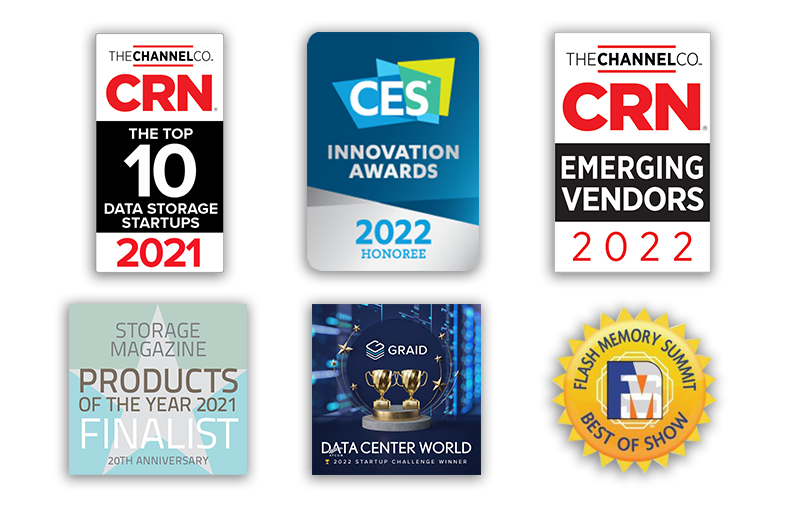 THECHANNELCO.
CRN®
THE TOP
10
DATA STORAGE
STARTUPS
2021
CES®
INNOVATION
AWARDS
2022
HONOREE
THECHANNELCO.
CRN®
EMERGING
VENDORS
2022
STORAGE
MAGAZINE
PRODUCTS
OF THE YEAR 2021
FINALIST
20TH ANNIVERSARY
GRAID
DATA CENTER WORLD
2022 STARTUP CHALLENGE WINNER
FLASH MEMORY SUMMIT
FM
BEST OF SHOW